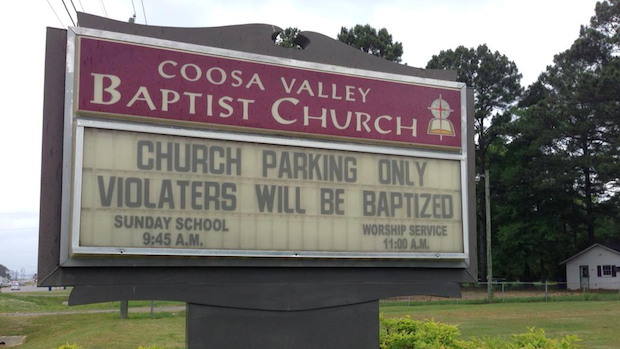 COOSA VALLEY
BAPTIST CHURCH
CHURCH PARKING ONLY
VIOLATERS WILL BE BAPTIZED
SUNDAY SCHOOL
9:45 A.M.
WORSHIP SERVICE
11:00 A.M.